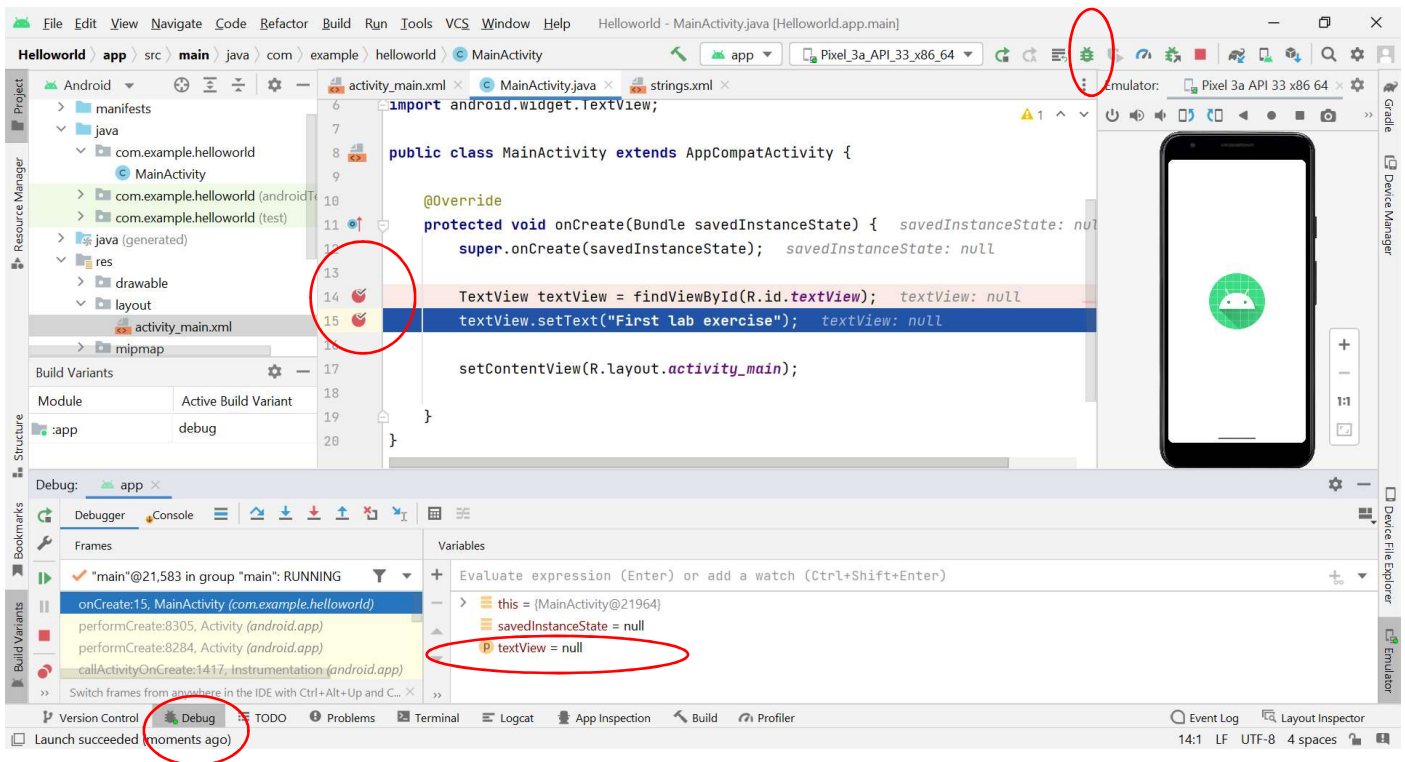 File Edit View Navigate Code Refactor Build Run Tools VCS Window Help Helloworld - MainActivity.java [Helloworld.app.main]
Helloworld app src main java com example helloworld MainActivity app Pixel_3a_API_33_x86_64
Project
Resource Manager
Structure
Bookmarks
Build Variants
Android
manifests
java
com.example.helloworld
MainActivity
com.example.helloworld (androidTe
com.example.helloworld (test)
java (generated)
res
drawable
layout
activity_main.xml
mipmap
Build Variants
Module Active Build Variant
:app debug
activity_main.xml MainActivity.java strings.xml
1
6 import android.widget.TextView;
7
8 public class MainActivity extends AppCompatActivity {
9
10 @Override
11 protected void onCreate(Bundle savedInstanceState) { savedInstanceState: nul
12 super.onCreate(savedInstanceState); savedInstanceState: null
13
14 TextView textView = findViewById(R.id.textView); textView: null
15 textView.setText("First lab exercise"); textView: null
16
17 setContentView(R.layout.activity_main);
18
19 }
20 }
Emulator: Pixel 3a API 33 x86 64
1:1
Gradle
Device Manager
Device File Explorer
Emulator
Debug: app
Debugger Console
Frames
"main"@21,583 in group "main": RUNNING
onCreate:15, MainActivity (com.example.helloworld)
performCreate:8305, Activity (android.app)
performCreate:8284, Activity (android.app)
callActivityOnCreate:1417, Instrumentation (android.app)
Switch frames from anywhere in the IDE with Ctrl+Alt+Up and C...
Variables
Evaluate expression (Enter) or add a watch (Ctrl+Shift+Enter)
this = {MainActivity@21964}
savedInstanceState = null
textView = null
Version Control Debug TODO Problems Terminal Logcat App Inspection Build Profiler Event Log Layout Inspector
Launch succeeded (moments ago) 14:1 LF UTF-8 4 spaces